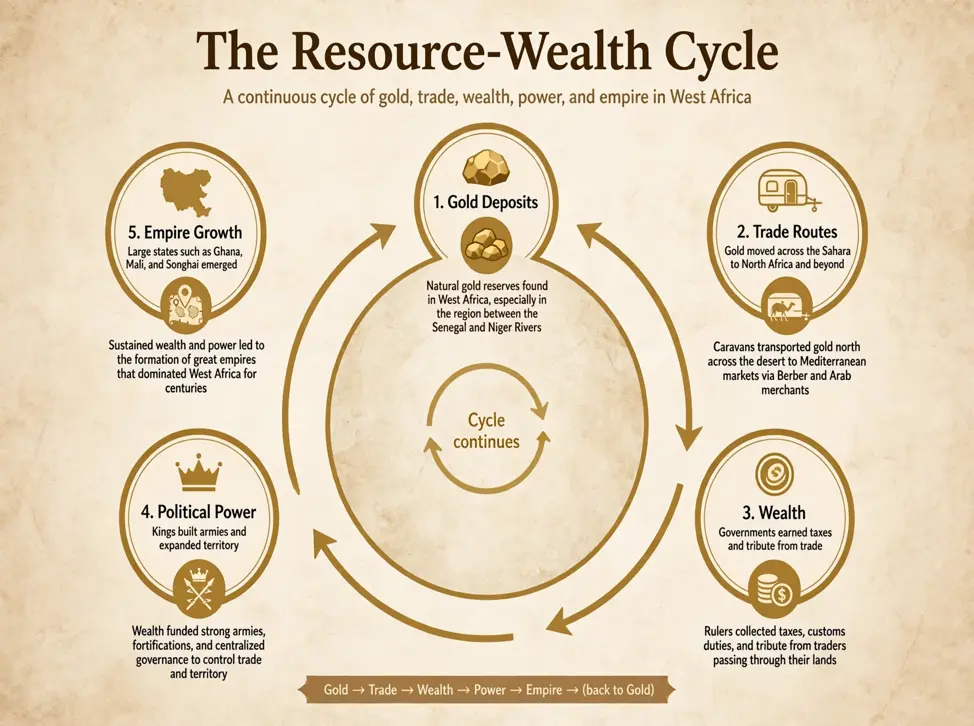 The Resource-Wealth Cycle
A continuous cycle of gold, trade, wealth, power, and empire in West Africa
1. Gold Deposits
Natural gold reserves found
in West Africa, especially in
the region between the
Senegal and Niger Rivers
2. Trade Routes
Gold moved across the Sahara
to North Africa and beyond
Caravans transported gold north
across the desert to Mediterranean
markets via Berber and Arab
merchants
3. Wealth
Governments earned taxes
and tribute from trade
$
Rulers collected taxes, customs
duties, and tribute from traders
passing through their lands
4. Political Power
Kings built armies and
expanded territory
Wealth funded strong armies,
fortifications, and centralized
governance to control trade
and territory
5. Empire Growth
Large states such as Ghana,
Mali, and Songhai emerged
Sustained wealth and power led to
the formation of great empires
that dominated West Africa for
centuries
Cycle
continues
Gold → Trade → Wealth → Power → Empire → (back to Gold)